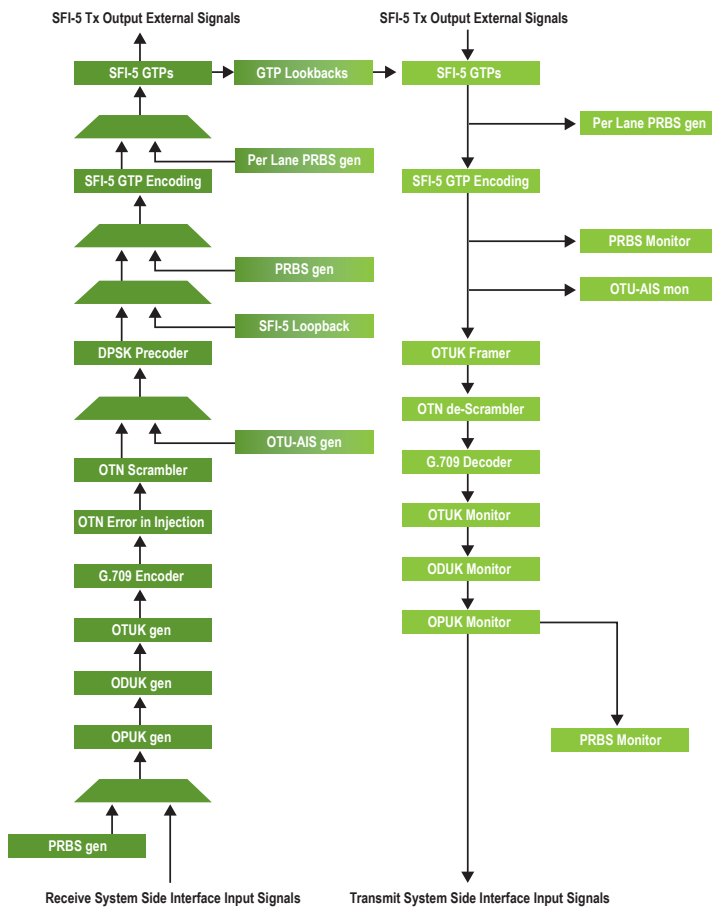 SFI-5 Tx Output External Signals
SFI-5 GTPs
GTP Lookbacks
Per Lane PRBS gen
SFI-5 GTP Encoding
PRBS gen
SFI-5 Loopback
DPSK Precoder
OTU-AIS gen
OTN Scrambler
OTN Error in Injection
G.709 Encoder
OTUK gen
ODUK gen
OPUK gen
PRBS gen
Receive System Side Interface Input Signals
SFI-5 Tx Output External Signals
SFI-5 GTPs
Per Lane PRBS gen
SFI-5 GTP Encoding
PRBS Monitor
OTU-AIS mon
OTUK Framer
OTN de-Scrambler
G.709 Decoder
OTUK Monitor
ODUK Monitor
OPUK Monitor
PRBS Monitor
Transmit System Side Interface Input Signals